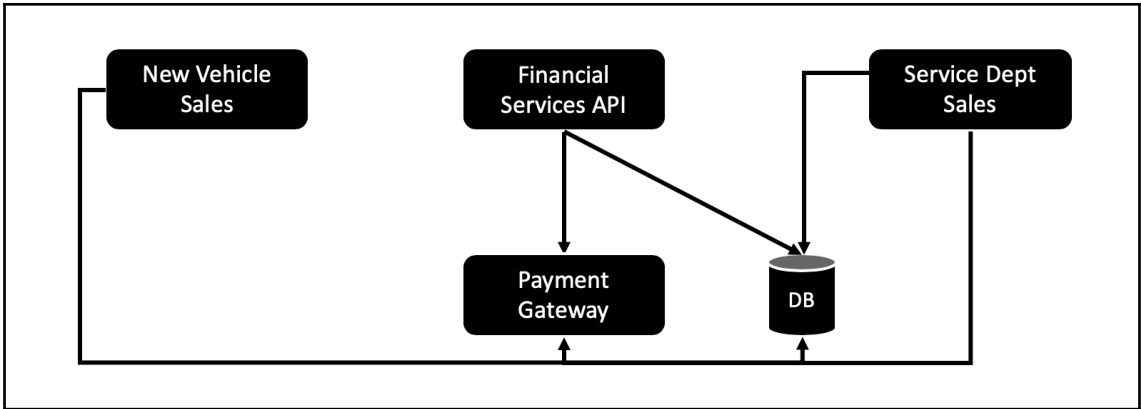 New Vehicle
Sales
Financial
Services API
Service Dept
Sales
Payment
Gateway
DB